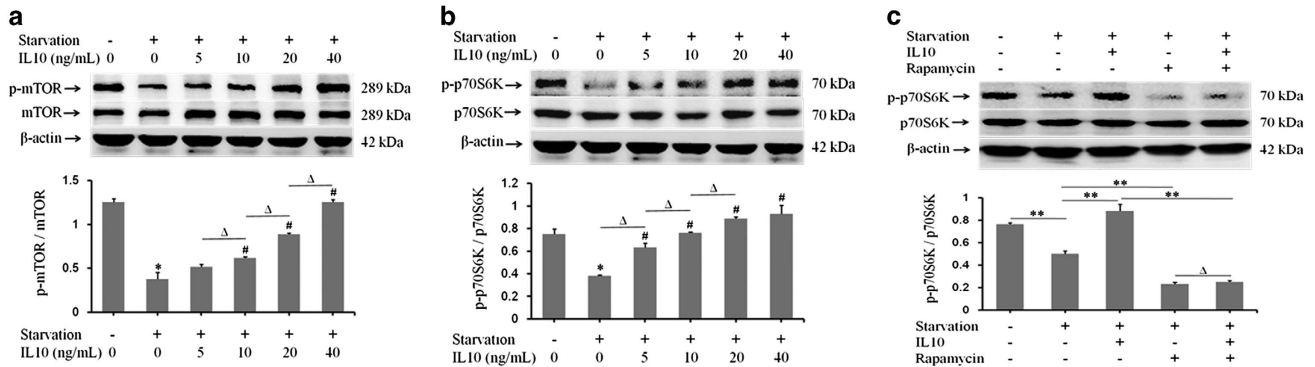 a
Starvation - + + + + +
IL10 (ng/mL) 0 0 5 10 20 40
p-mTOR→ 289 kDa
mTOR→ 289 kDa
β-actin→ 42 kDa
p-mTOR / mTOR
1.5
1
0.5
0
* # # # Δ Δ Δ
Starvation - + + + + +
IL10 (ng/mL) 0 0 5 10 20 40
b
Starvation - + + + + +
IL10 (ng/mL) 0 0 5 10 20 40
p-p70S6K→ 70 kDa
p70S6K→ 70 kDa
β-actin→ 42 kDa
p-p70S6K / p70S6K
1.2
1
0.8
0.6
0.4
0.2
0
* # # # # Δ Δ Δ
Starvation - + + + + +
IL10 (ng/mL) 0 0 5 10 20 40
c
Starvation - + + + +
IL10 - - + - +
Rapamycin - - - + +
p-p70S6K→ 70 kDa
p70S6K→ 70 kDa
β-actin→ 42 kDa
p-p70S6K / p70S6K
1
0.8
0.6
0.4
0.2
0
** ** ** ** Δ
Starvation - + + + +
IL10 - - + - +
Rapamycin - - - + +